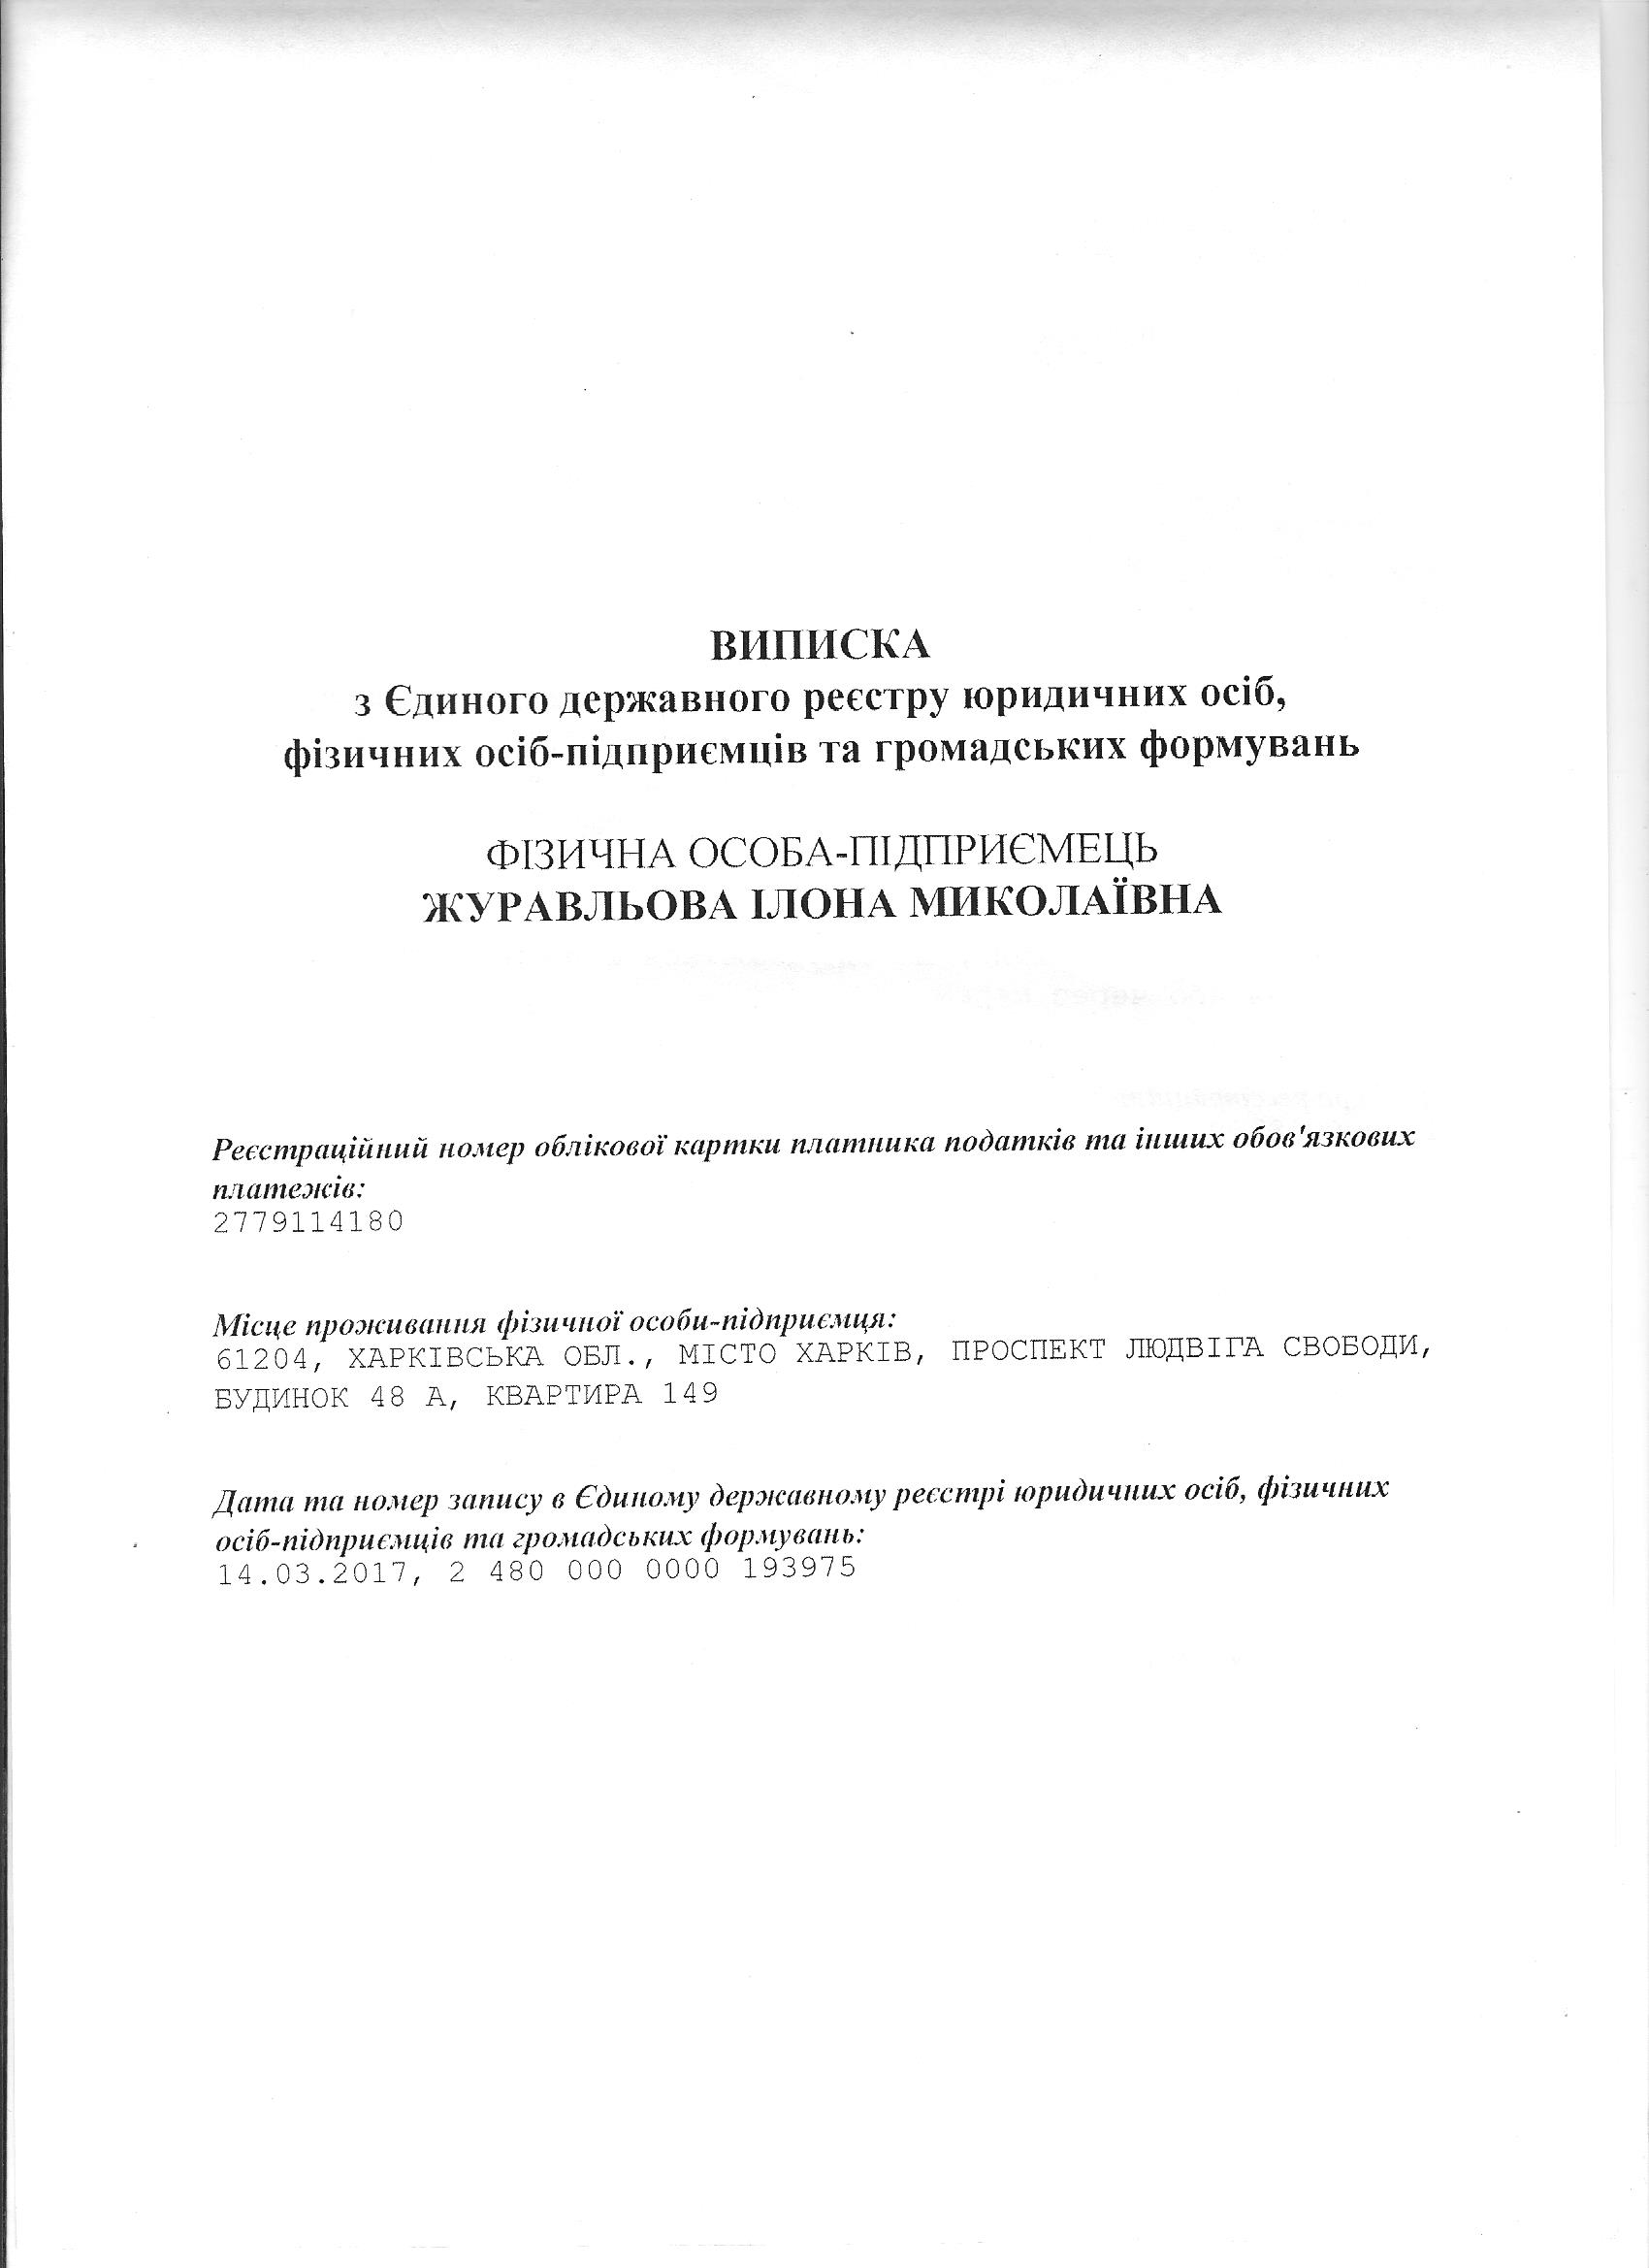 ВИПИСКА
з Єдиного державного реєстру юридичних осіб,
фізичних осіб-підприємців та громадських формувань
ФІЗИЧНА ОСОБА-ПІДПРИЄМЕЦЬ
ЖУРАВЛЬОВА ІЛОНА МИКОЛАЇВНА
Реєстраційний номер облікової картки платника податків та інших обов'язкових
платежів:
2779114180
Місце проживання фізичної особи-підприємця:
61204, ХАРКІВСЬКА ОБЛ., МІСТО ХАРКІВ, ПРОСПЕКТ ЛЮДВІГА СВОБОДИ,
БУДИНОК 48 А, КВАРТИРА 149
Дата та номер запису в Єдиному державному реєстрі юридичних осіб, фізичних
осіб-підприємців та громадських формувань:
14.03.2017, 2 480 000 0000 193975